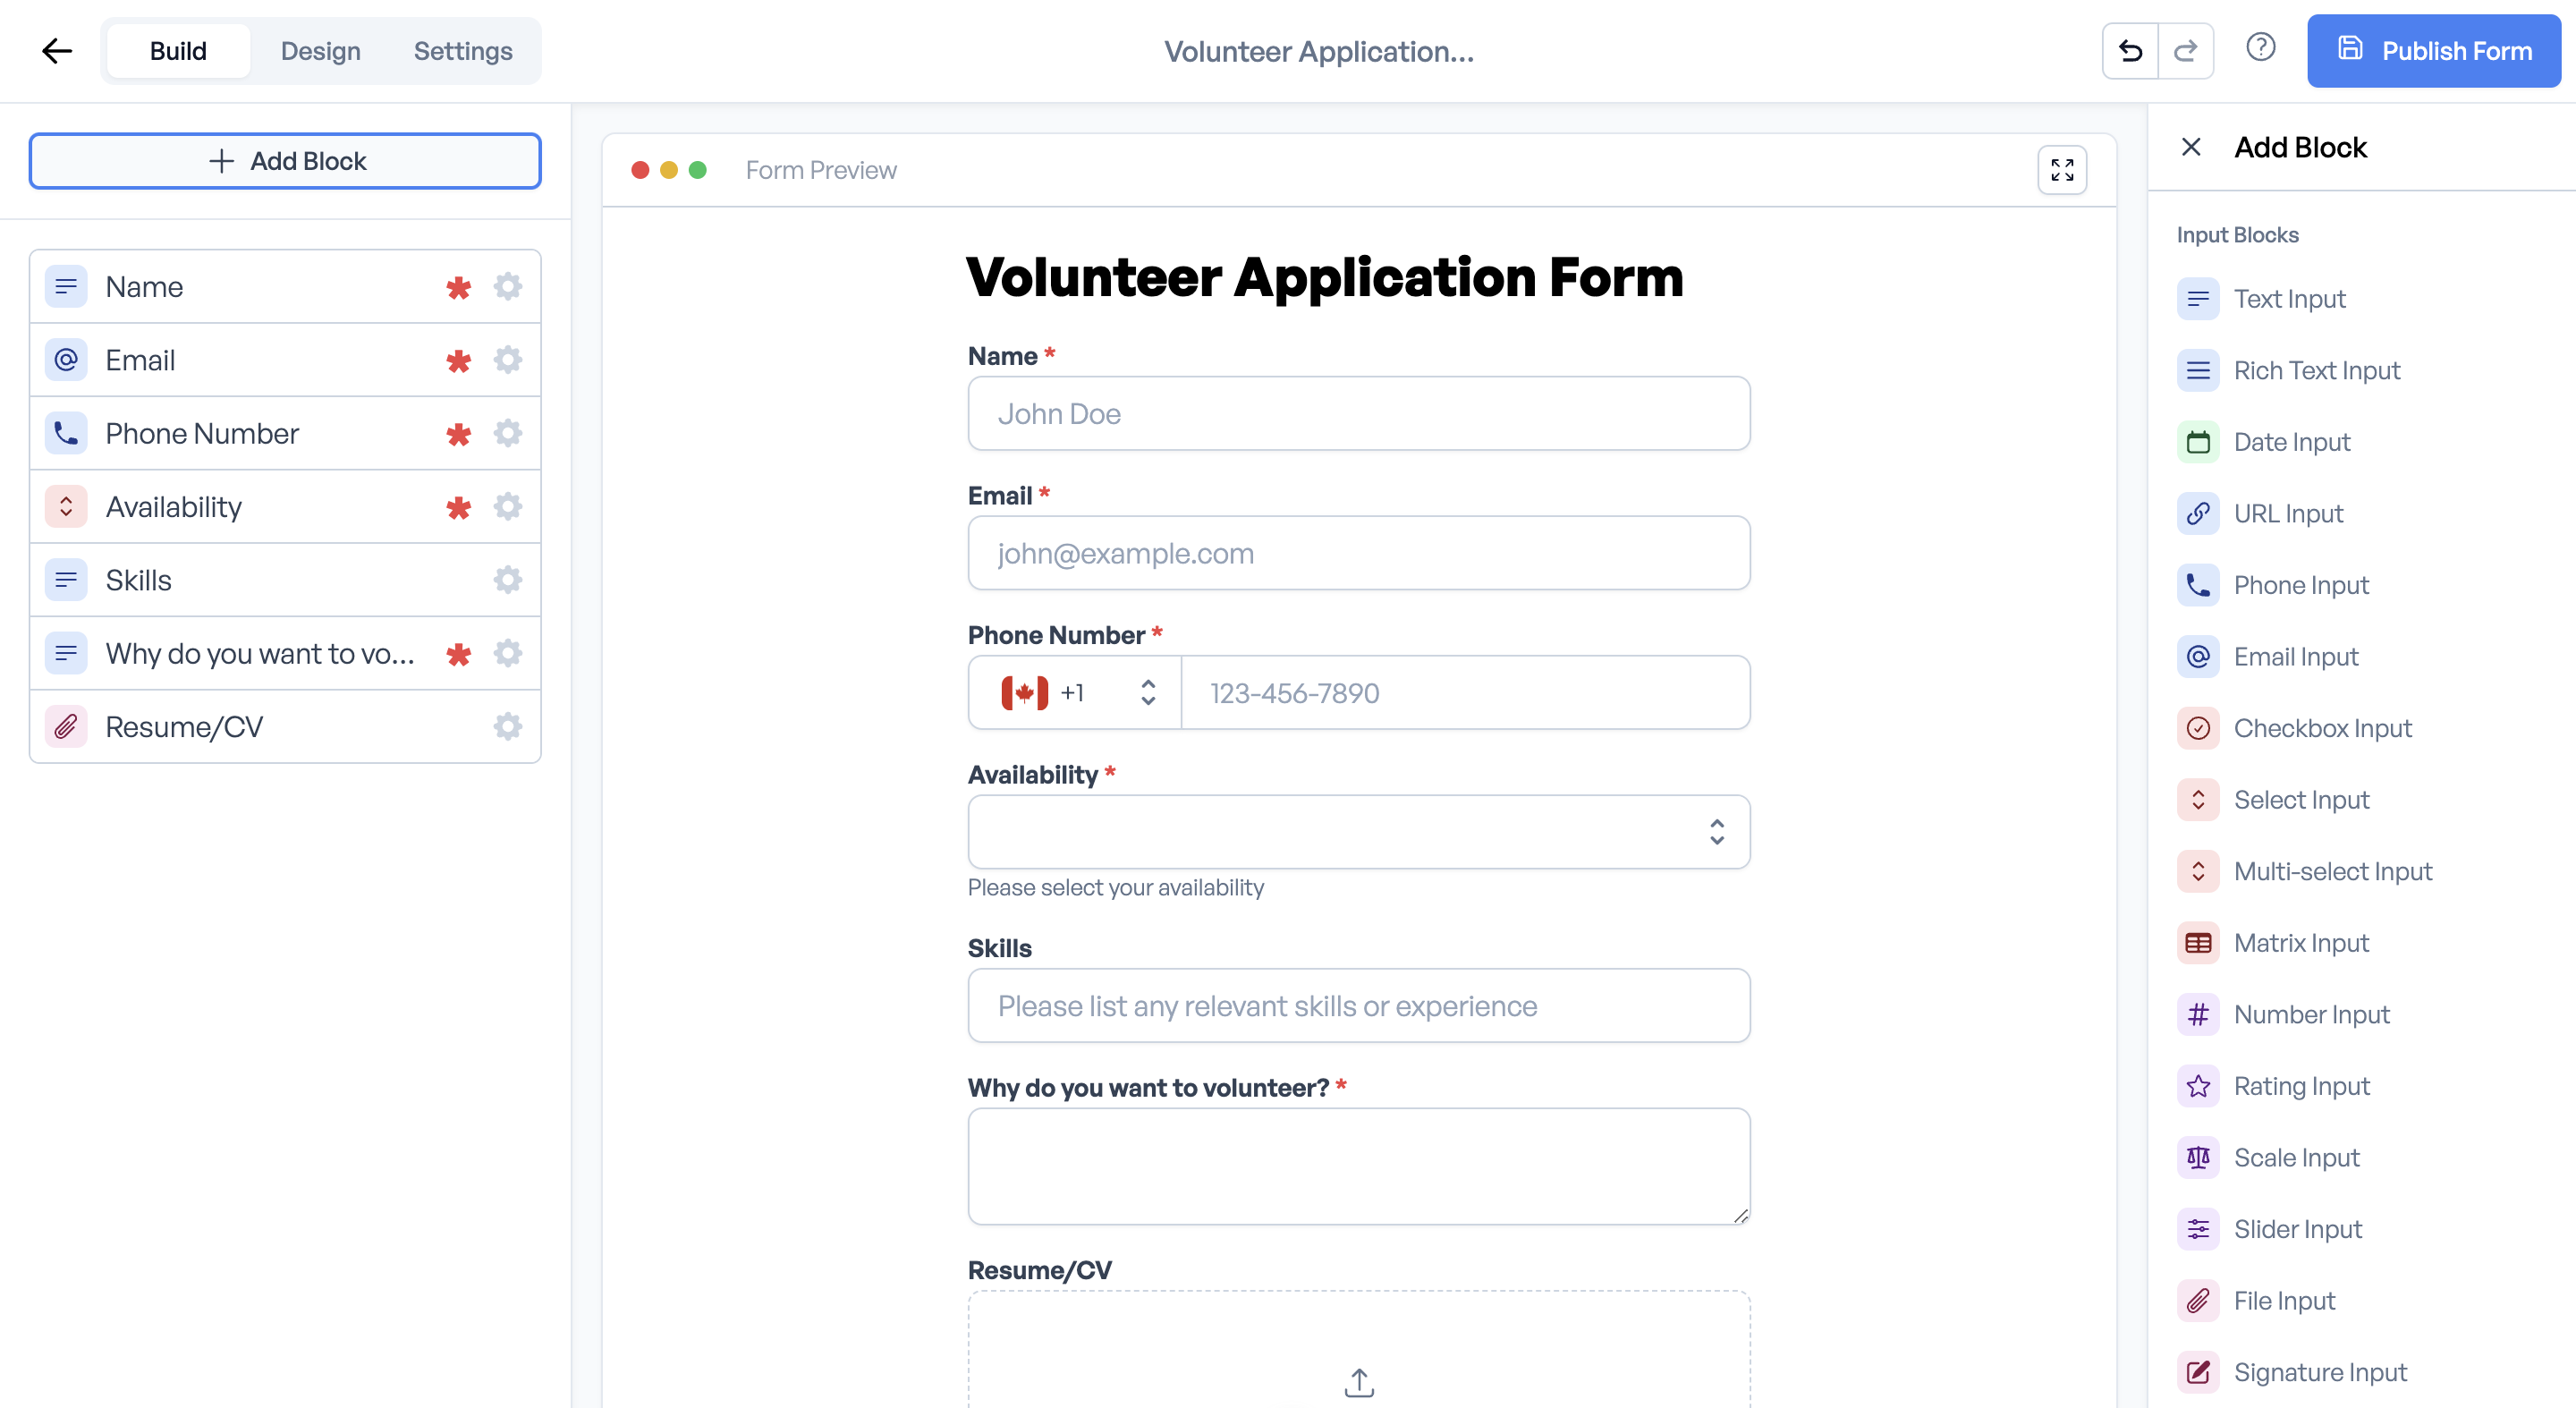 Build Design Settings
Volunteer Application...
Publish Form
Add Block
Name *
Email *
Phone Number *
Availability *
Skills
Why do you want to vo... *
Resume/CV
Form Preview
Volunteer Application Form
Name *
John Doe
Email *
john@example.com
Phone Number *
+1 123-456-7890
Availability *
Please select your availability
Skills
Please list any relevant skills or experience
Why do you want to volunteer? *
Resume/CV
Add Block
Input Blocks
Text Input
Rich Text Input
Date Input
URL Input
Phone Input
Email Input
Checkbox Input
Select Input
Multi-select Input
Matrix Input
Number Input
Rating Input
Scale Input
Slider Input
File Input
Signature Input